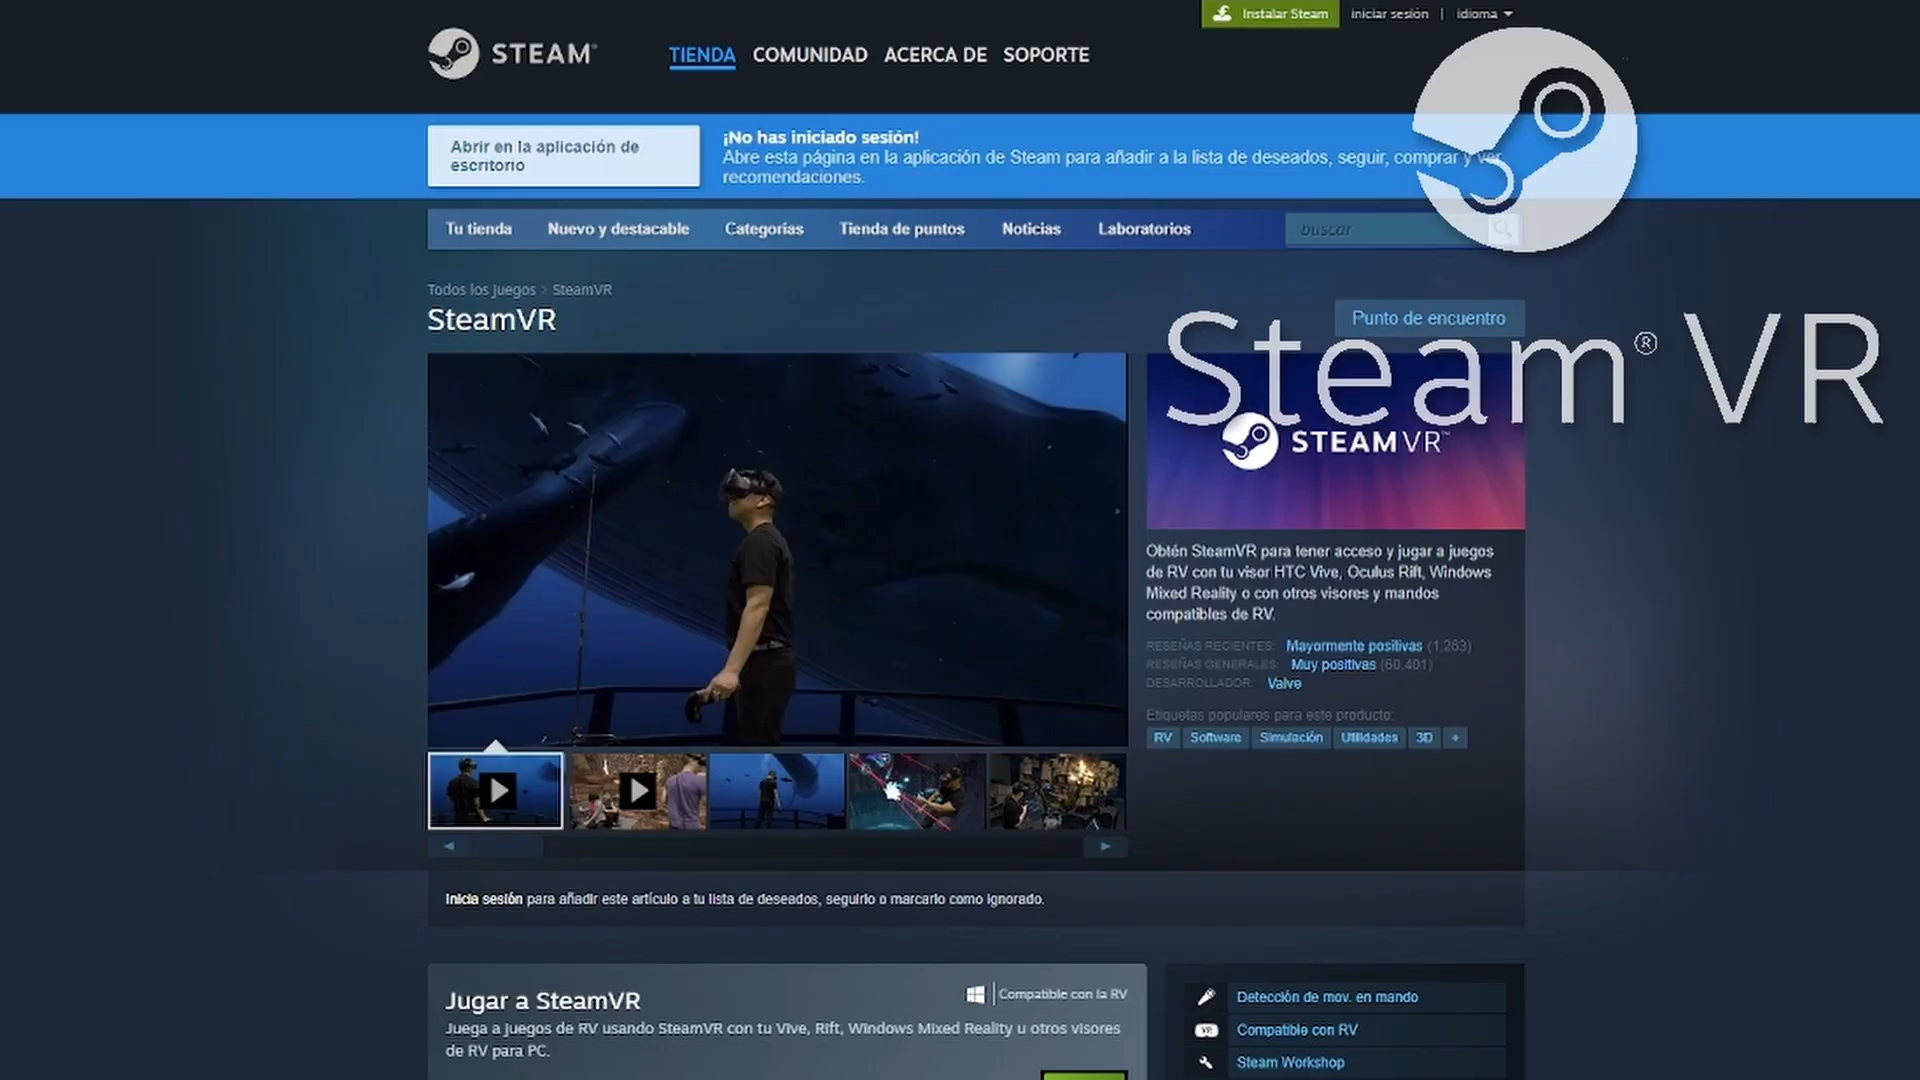 Instalar Steam
iniciar sesión | idioma
STEAM®
TIENDA COMUNIDAD ACERCA DE SOPORTE
Abrir en la aplicación de
escritorio
¡No has iniciado sesión!
Abre esta página en la aplicación de Steam para añadir a la lista de deseados, seguir, comprar y ver
recomendaciones.
Tu tienda Nuevo y destacable Categorías Tienda de puntos Noticias Laboratorios buscar
Todos los juegos > SteamVR
SteamVR
Punto de encuentro
Steam® VR
STEAM VR™
Obtén SteamVR para tener acceso y jugar a juegos
de RV con tu visor HTC Vive, Oculus Rift, Windows
Mixed Reality o con otros visores y mandos
compatibles de RV.
RESEÑAS RECIENTES: Mayormente positivas (1,263)
RESEÑAS GENERALES: Muy positivas (60,401)
DESARROLLADOR: Valve
Etiquetas populares para este producto:
RV Software Simulación Utilidades 3D +
Inicia sesión para añadir este artículo a tu lista de deseados, seguirlo o marcarlo como ignorado.
Jugar a SteamVR
Compatible con la RV
Juega a juegos de RV usando SteamVR con tu Vive, Rift, Windows Mixed Reality u otros visores
de RV para PC.
Detección de mov. en mando
VR Compatible con RV
Steam Workshop